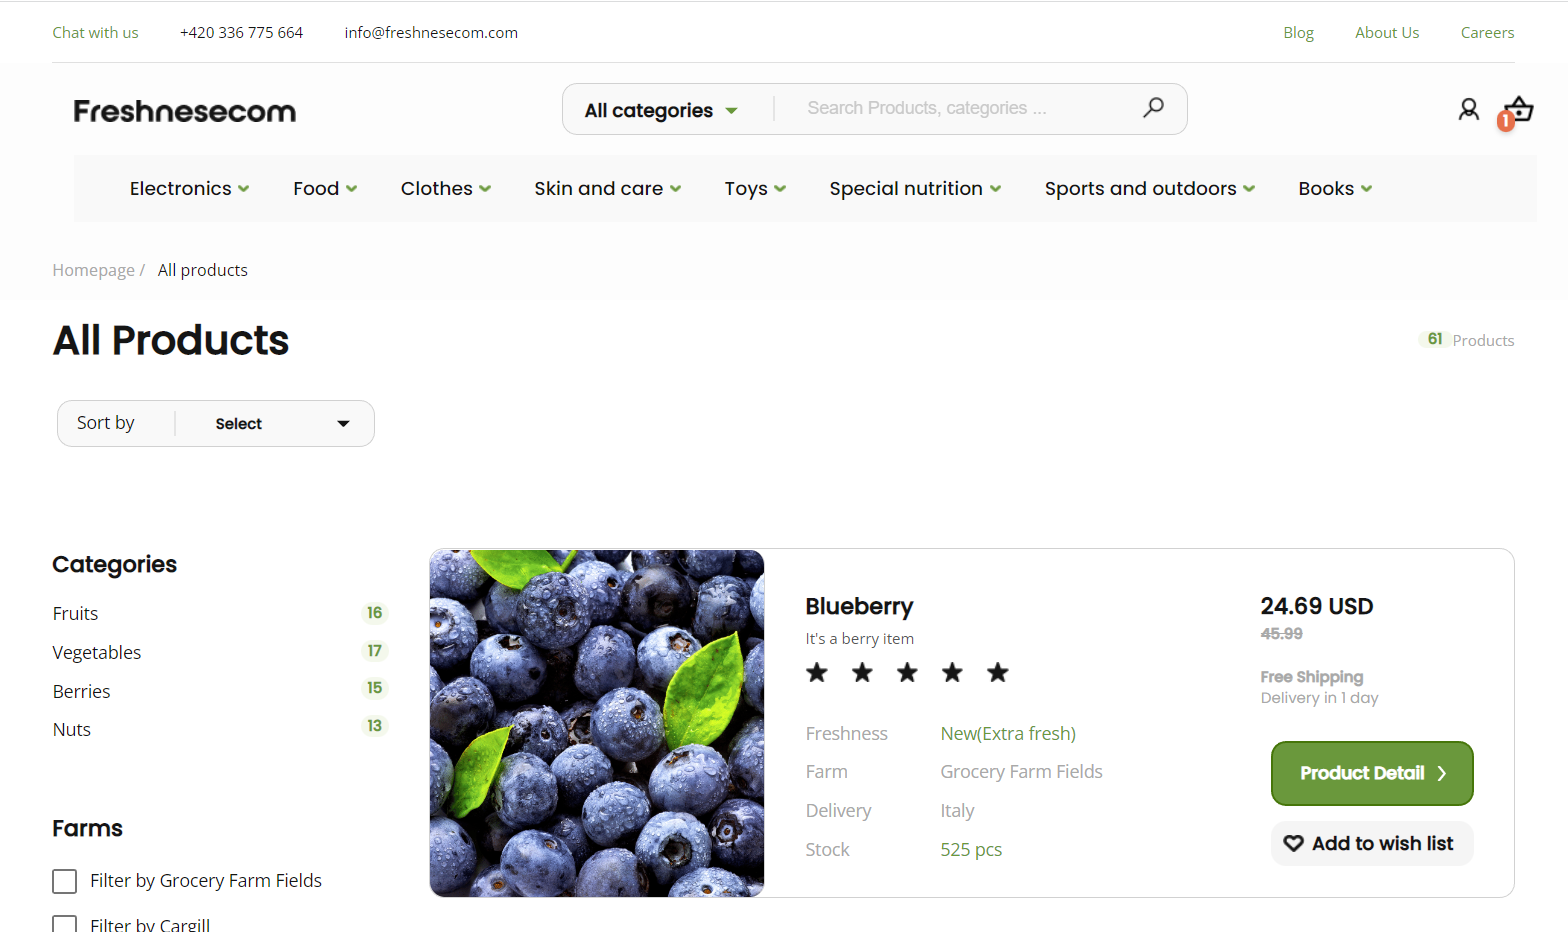 Chat with us +420 336 775 664 info@freshnesecom.com Blog About Us Careers
Freshnesecom All categories Search Products, categories ... 1
Electronics Food Clothes Skin and care Toys Special nutrition Sports and outdoors Books
Homepage / All products
All Products 61 Products
Sort by Select
Categories
Fruits 16
Vegetables 17
Berries 15
Nuts 13
Farms
Filter by Grocery Farm Fields
Filter by Cargill
Blueberry
It's a berry item
Freshness New(Extra fresh)
Farm Grocery Farm Fields
Delivery Italy
Stock 525 pcs
24.69 USD
45.99
Free Shipping
Delivery in 1 day
Product Detail
Add to wish list